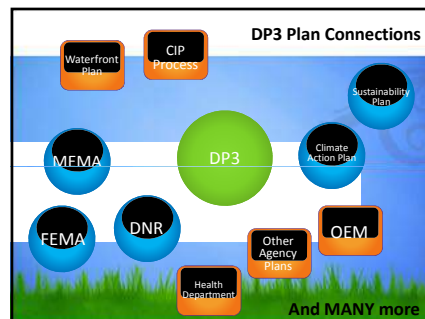 DP3 Plan Connections
Waterfront
Plan
CIP
Process
Sustainability
Plan
MEMA
DP3
Climate
Action Plan
FEMA
DNR
Other
Agency
Plans
OEM
Health
Department
And MANY more